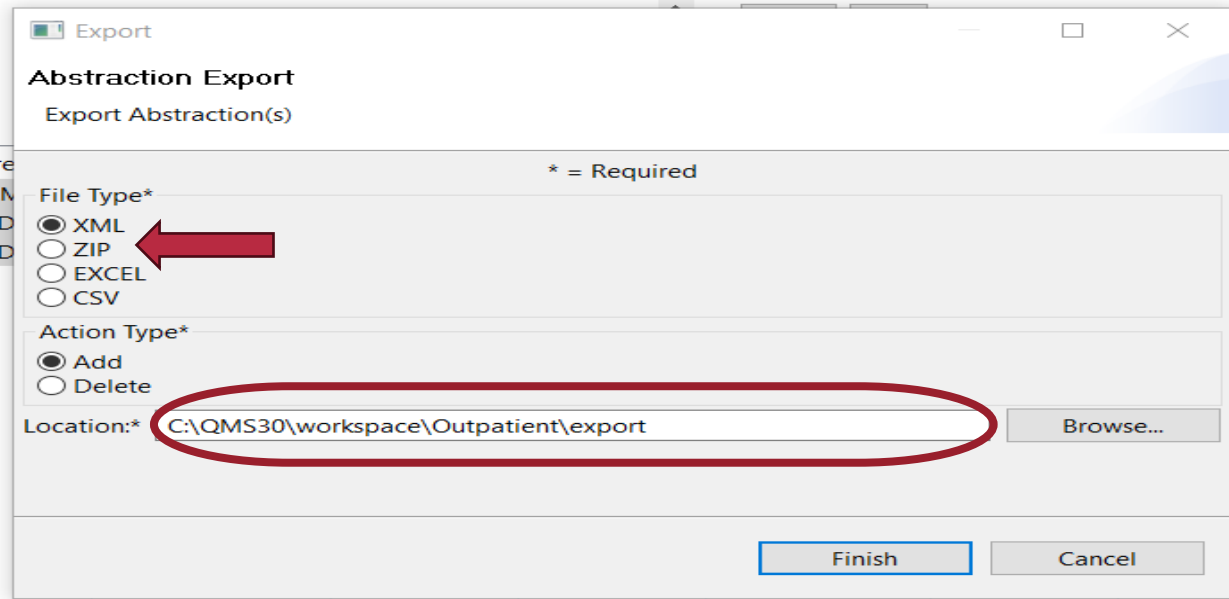 Export
Abstraction Export
Export Abstraction(s)
* = Required
File Type*
XML
ZIP
EXCEL
CSV
Action Type*
Add
Delete
Location:* C:\QMS30\workspace\Outpatient\export Browse...
Finish Cancel